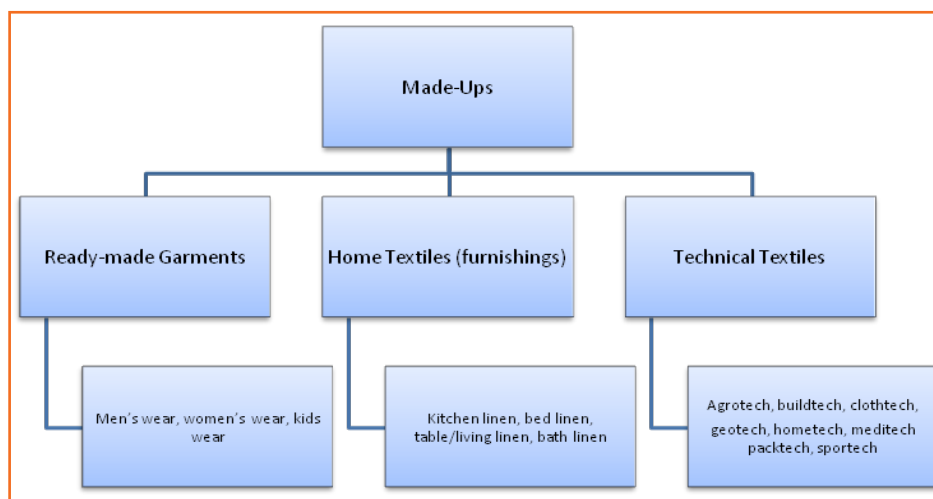 Made-Ups
Ready-made Garments
Home Textiles (furnishings)
Technical Textiles
Men's wear, women's wear, kids
wear
Kitchen linen, bed linen,
table/living linen, bath linen
Agrotech, buildtech, clothtech,
geotech, hometech, meditech
packtech, sportech